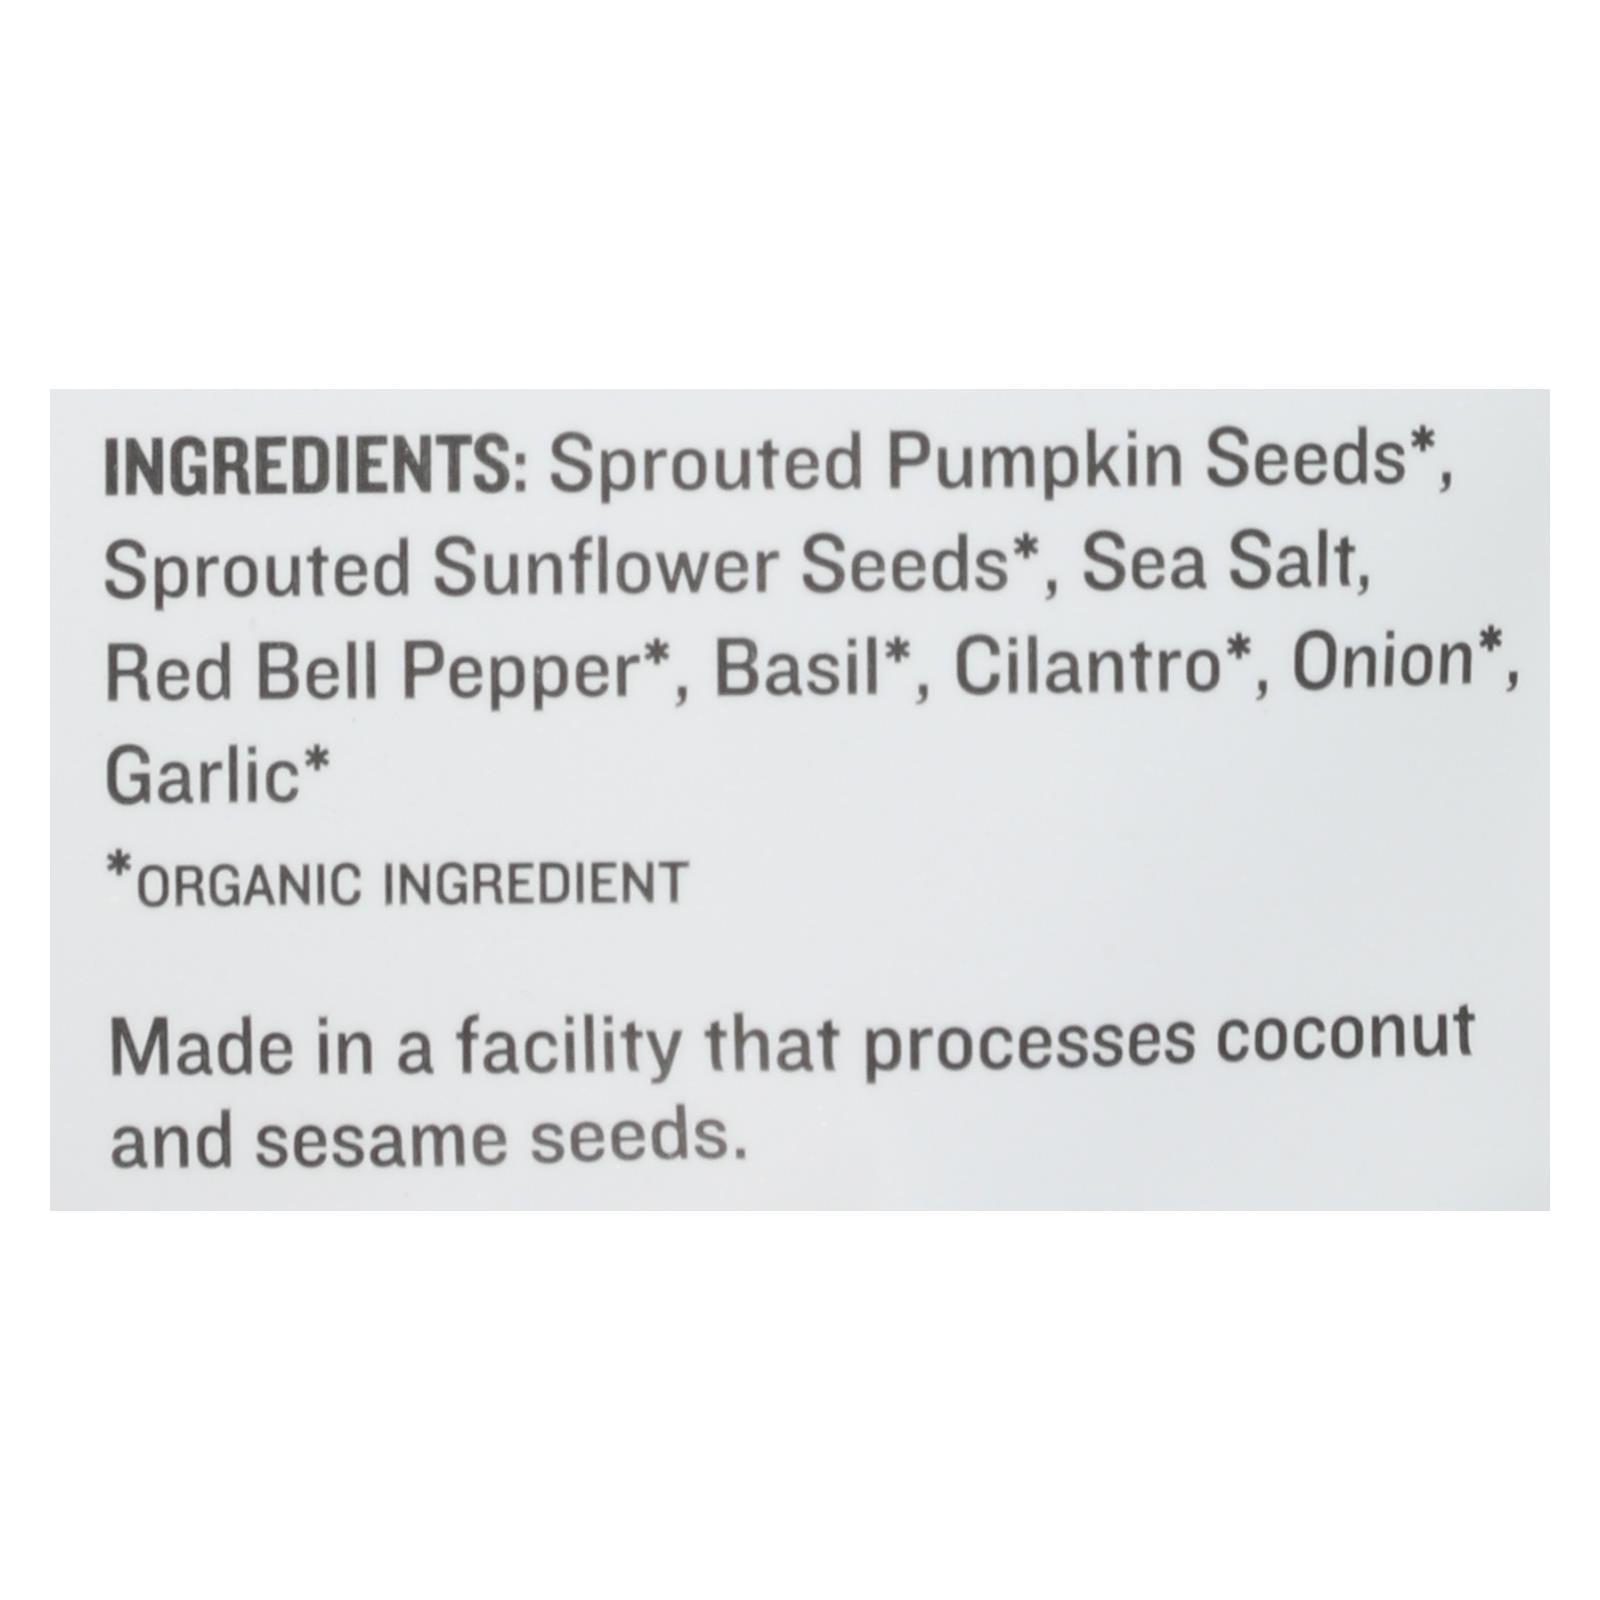 INGREDIENTS: Sprouted Pumpkin Seeds*,
Sprouted Sunflower Seeds*, Sea Salt,
Red Bell Pepper*, Basil*, Cilantro*, Onion*,
Garlic*
*ORGANIC INGREDIENT
Made in a facility that processes coconut
and sesame seeds.